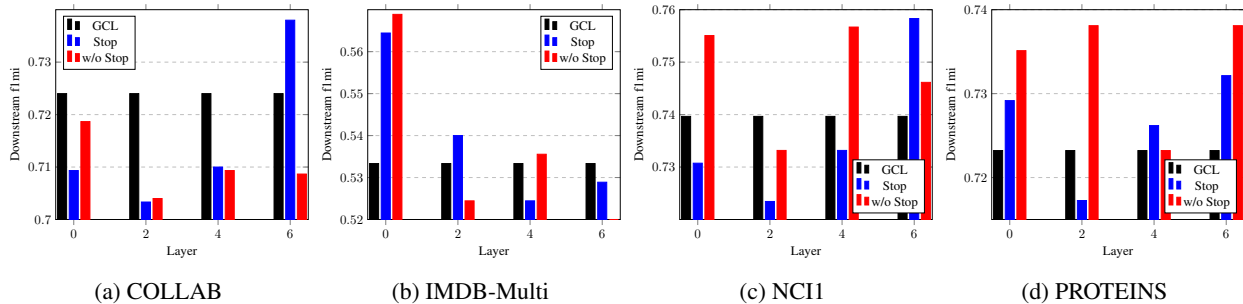 0.73
0.72
0.71
0.7
Downstream f1mi
GCL
Stop
w/o Stop
0 2 4 6
Layer
(a) COLLAB
0.56
0.55
0.54
0.53
0.52
Downstream f1mi
GCL
Stop
w/o Stop
0 2 4 6
Layer
(b) IMDB-Multi
0.76
0.75
0.74
0.73
Downstream f1mi
GCL
Stop
w/o Stop
0 2 4 6
Layer
(c) NCI1
0.74
0.73
0.72
Downstream f1mi
GCL
Stop
w/o Stop
0 2 4 6
Layer
(d) PROTEINS